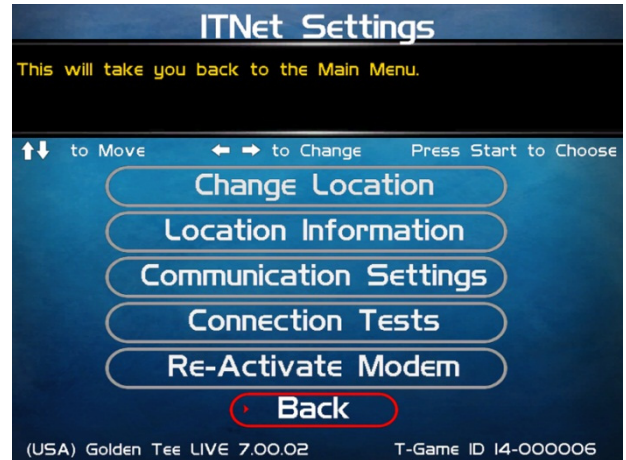 ITNet Settings
This will take you back to the Main Menu.
to Move to Change Press Start to Choose
Change Location
Location Information
Communication Settings
Connection Tests
Re-Activate Modem
Back
(USA) Golden Tee LIVE 7.00.02 T-Game ID 14-000006